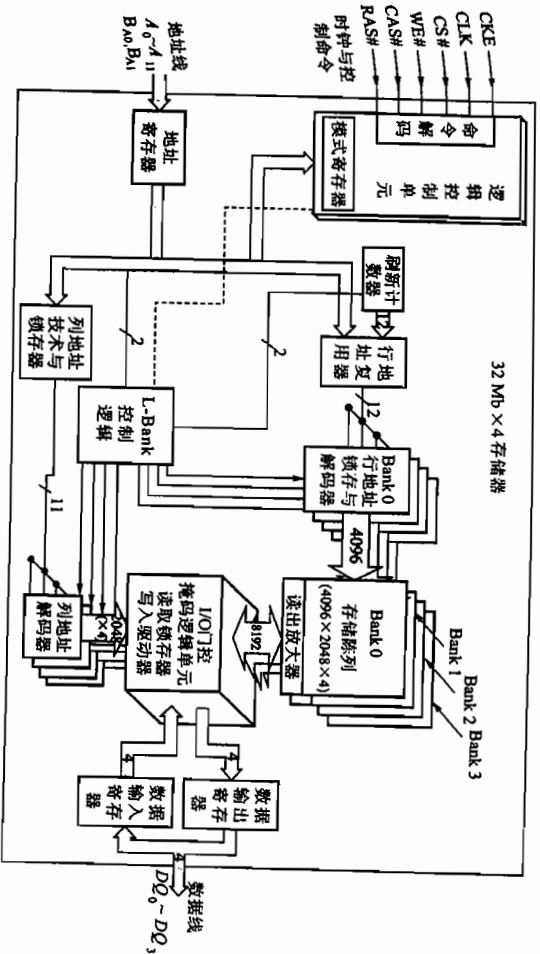 32 Mb×4存储器
CKE
CLK
CS#
WE#
CAS#
RAS#
时钟与控
制命令
命令解码
逻辑控制单元
模式寄存器
地址线
A₀~A₁₁
BA0,BA1
地址
寄存器
刷新计
数器
12
行地
址复
用器
12
2
2
L-Bank
控制
逻辑
列地址
技术与
锁存器
11
Bank 0
行地址
锁存与
解码器
4096
Bank 0
存储陈列
(4096×2048×4)
读出放大器
Bank 1
Bank 2
Bank 3
8192
I/O门控
掩码逻辑单元
读取锁存器
写入驱动器
2048
(×4)
列地址
解码器
4
数据
输出
寄存
器
4
数据
输入
寄存
器
4
数据线
DQ₀~DQ₃